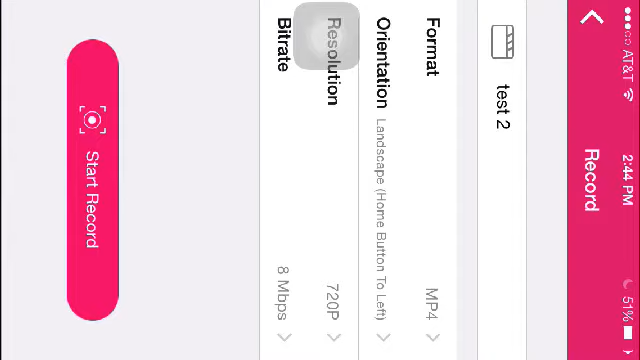 AT&T 2:44 PM 51%
Record
test 2
Format MP4
Orientation Landscape (Home Button To Left)
Resolution 720P
Bitrate 8 Mbps
Start Record